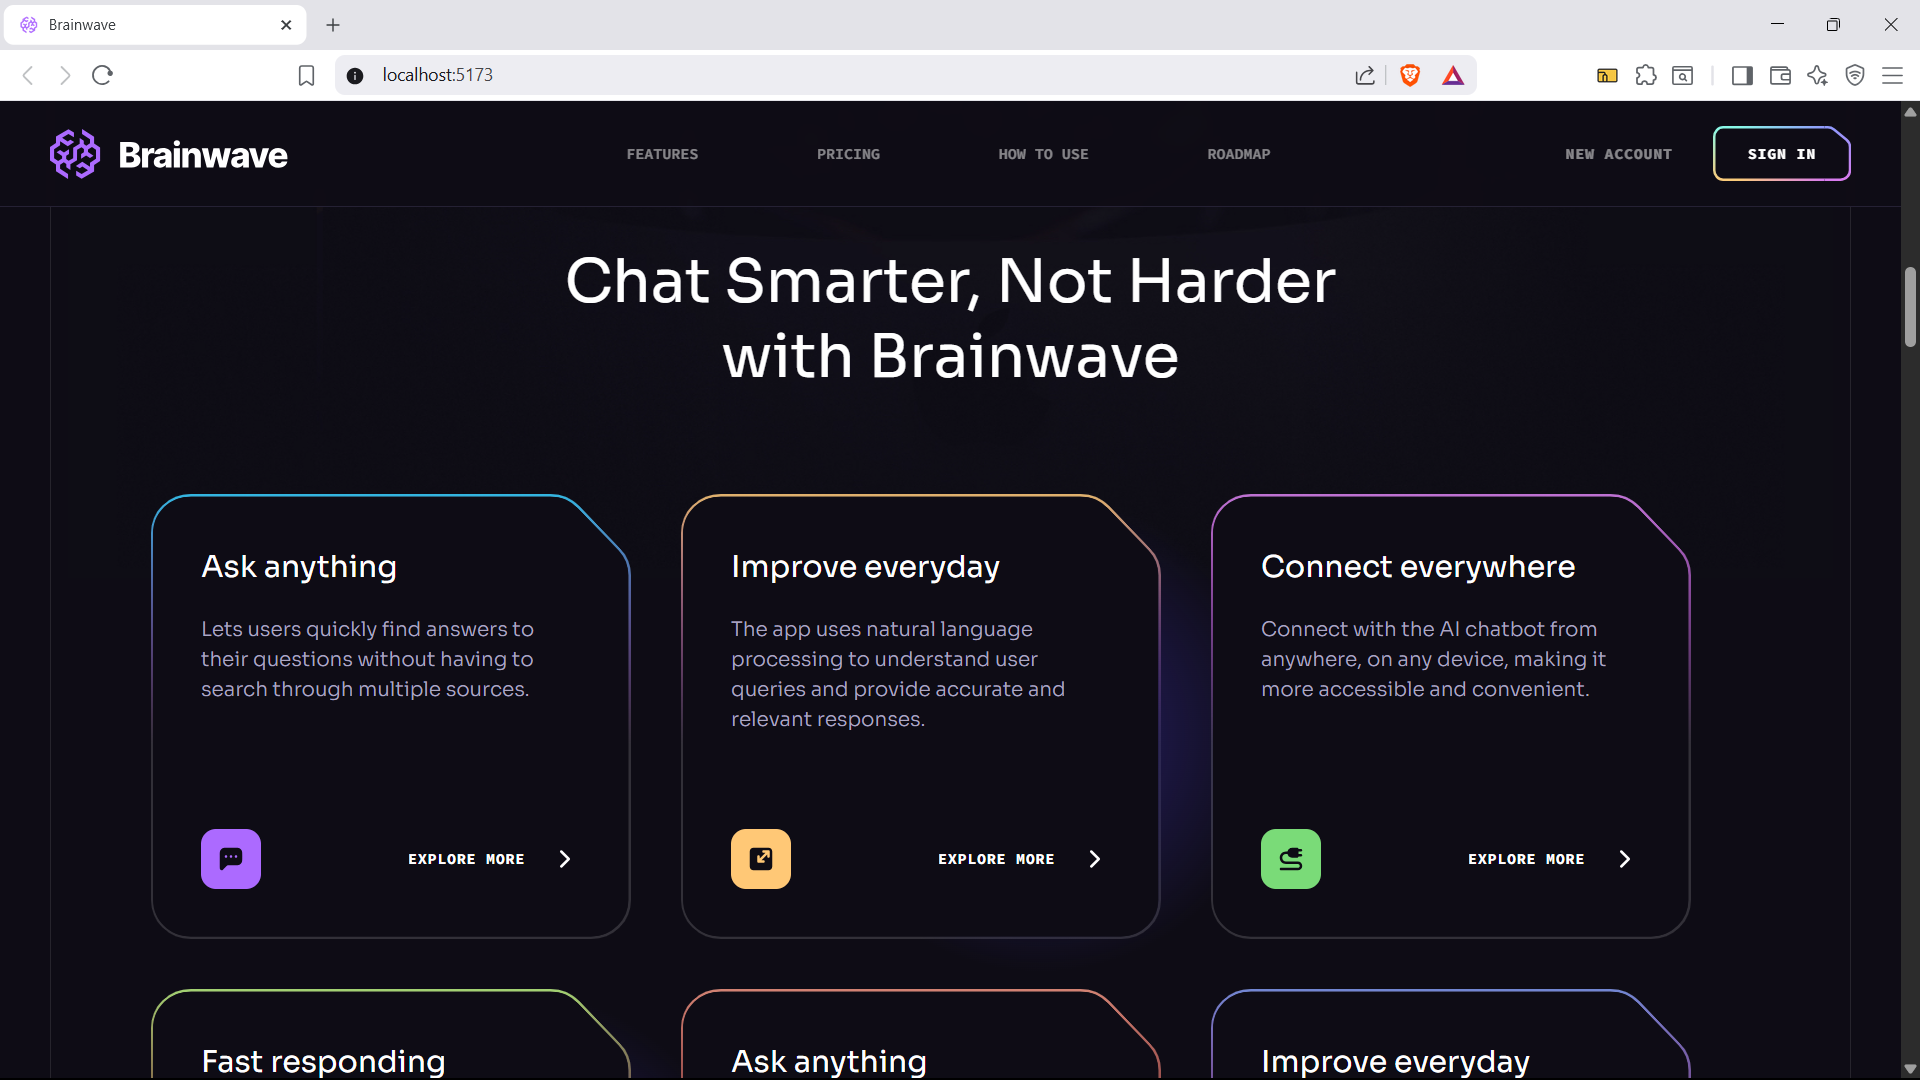 Brainwave
localhost:5173
Brainwave
FEATURES
PRICING
HOW TO USE
ROADMAP
NEW ACCOUNT
SIGN IN
Chat Smarter, Not Harder
with Brainwave
Ask anything
Lets users quickly find answers to
their questions without having to
search through multiple sources.
EXPLORE MORE
Improve everyday
The app uses natural language
processing to understand user
queries and provide accurate and
relevant responses.
EXPLORE MORE
Connect everywhere
Connect with the AI chatbot from
anywhere, on any device, making it
more accessible and convenient.
EXPLORE MORE
Fast responding
Ask anything
Improve everyday